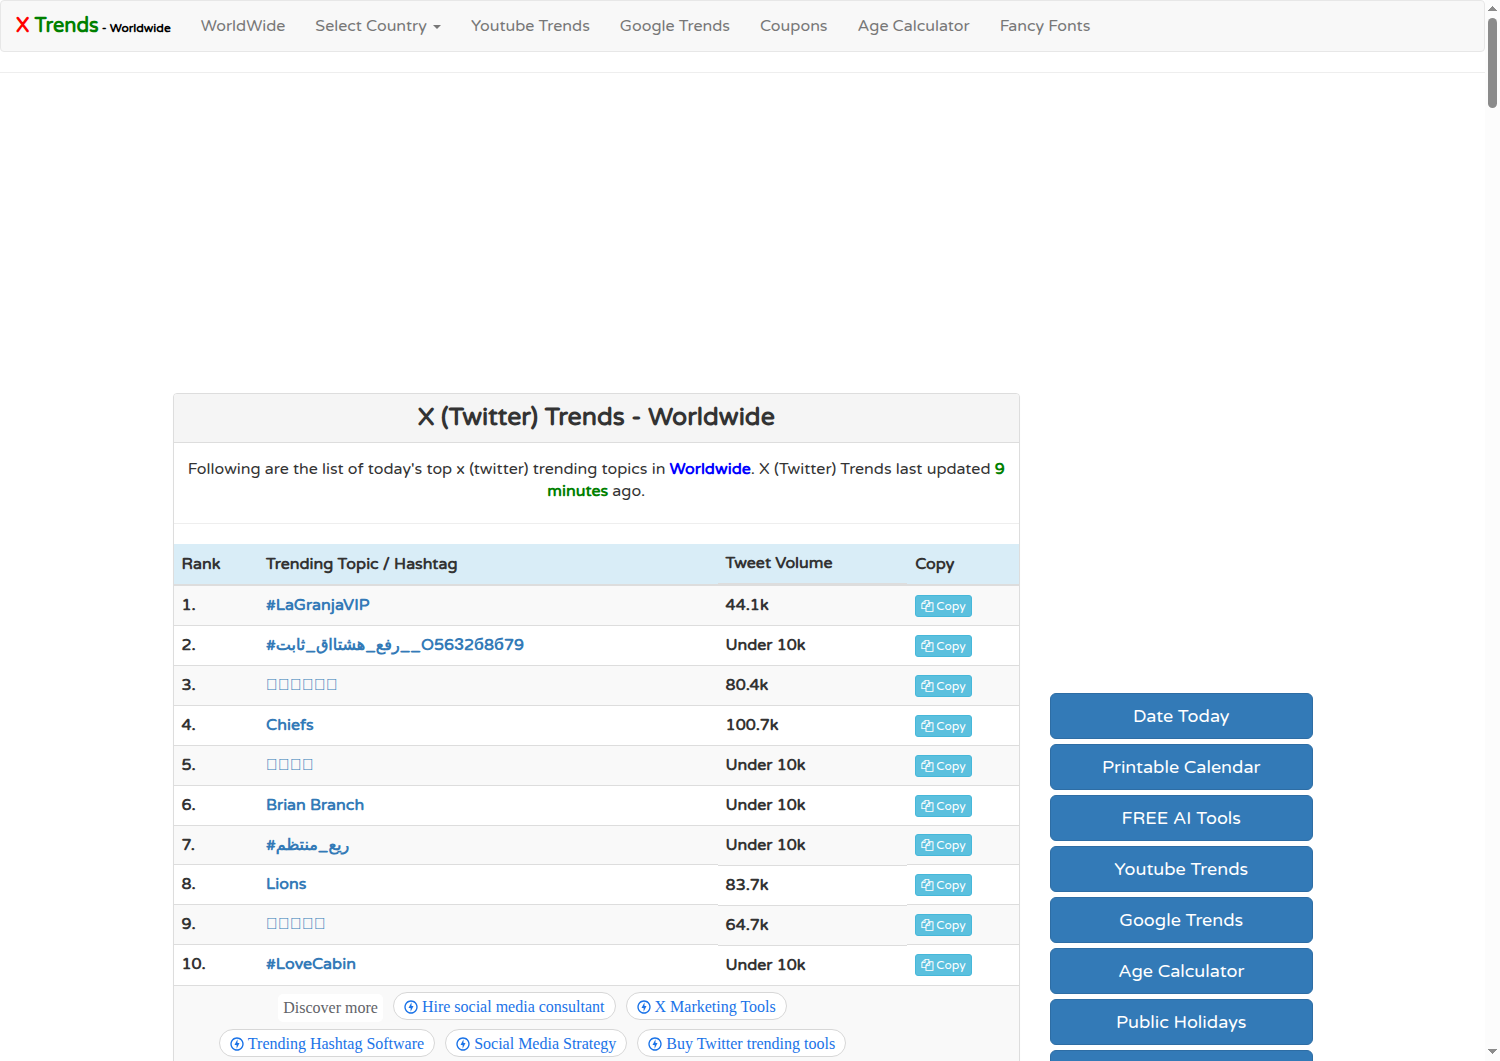 X Trends - Worldwide WorldWide Select Country Youtube Trends Google Trends Coupons Age Calculator Fancy Fonts
X (Twitter) Trends - Worldwide
Following are the list of today's top x (twitter) trending topics in Worldwide. X (Twitter) Trends last updated 9
minutes ago.
Rank Trending Topic / Hashtag Tweet Volume Copy
1. #LaGranjaVIP 44.1k Copy
2. #رفع_هشتااق_ثابت__O563268679 Under 10k Copy
3. 80.4k Copy
4. Chiefs 100.7k Copy
5. Under 10k Copy
6. Brian Branch Under 10k Copy
7. #ريع_منتظم Under 10k Copy
8. Lions 83.7k Copy
9. 64.7k Copy
10. #LoveCabin Under 10k Copy
Discover more Hire social media consultant X Marketing Tools
Trending Hashtag Software Social Media Strategy Buy Twitter trending tools
Date Today
Printable Calendar
FREE AI Tools
Youtube Trends
Google Trends
Age Calculator
Public Holidays